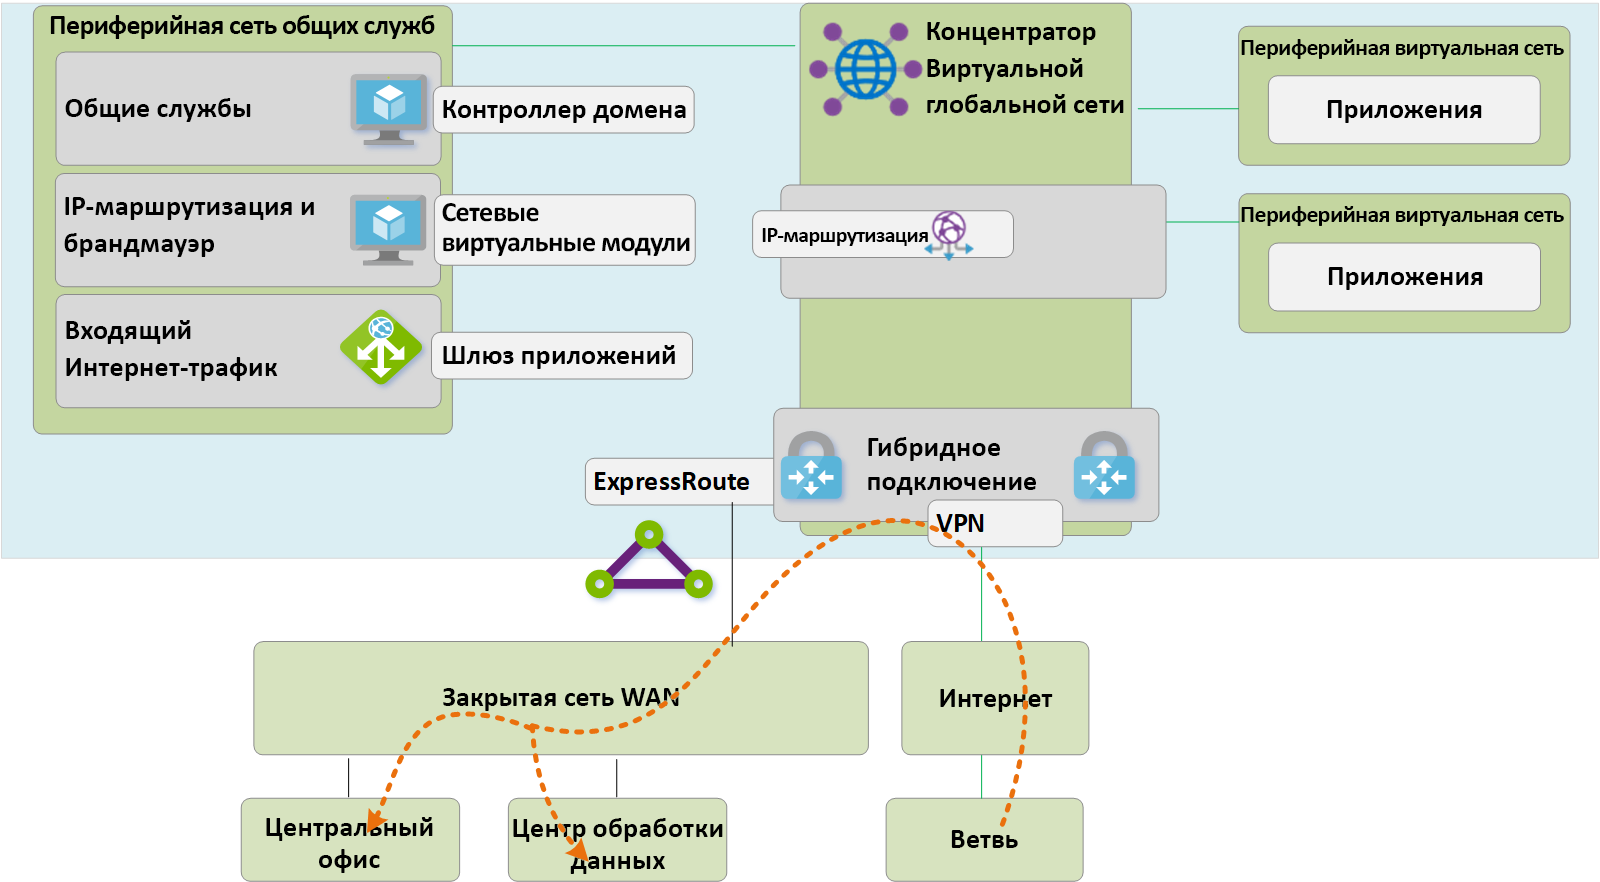 Периферийная сеть общих служб
Общие службы
Контроллер домена
IP-маршрутизация и
брандмауэр
Сетевые
виртуальные модули
Входящий
Интернет-трафик
Шлюз приложений
Концентратор
Виртуальной
глобальной сети
IP-маршрутизация
Периферийная виртуальная сеть
Приложения
Периферийная виртуальная сеть
Приложения
Гибридное
подключение
ExpressRoute
VPN
Закрытая сеть WAN
Интернет
Центральный
офис
Центр обработки
данных
Ветвь